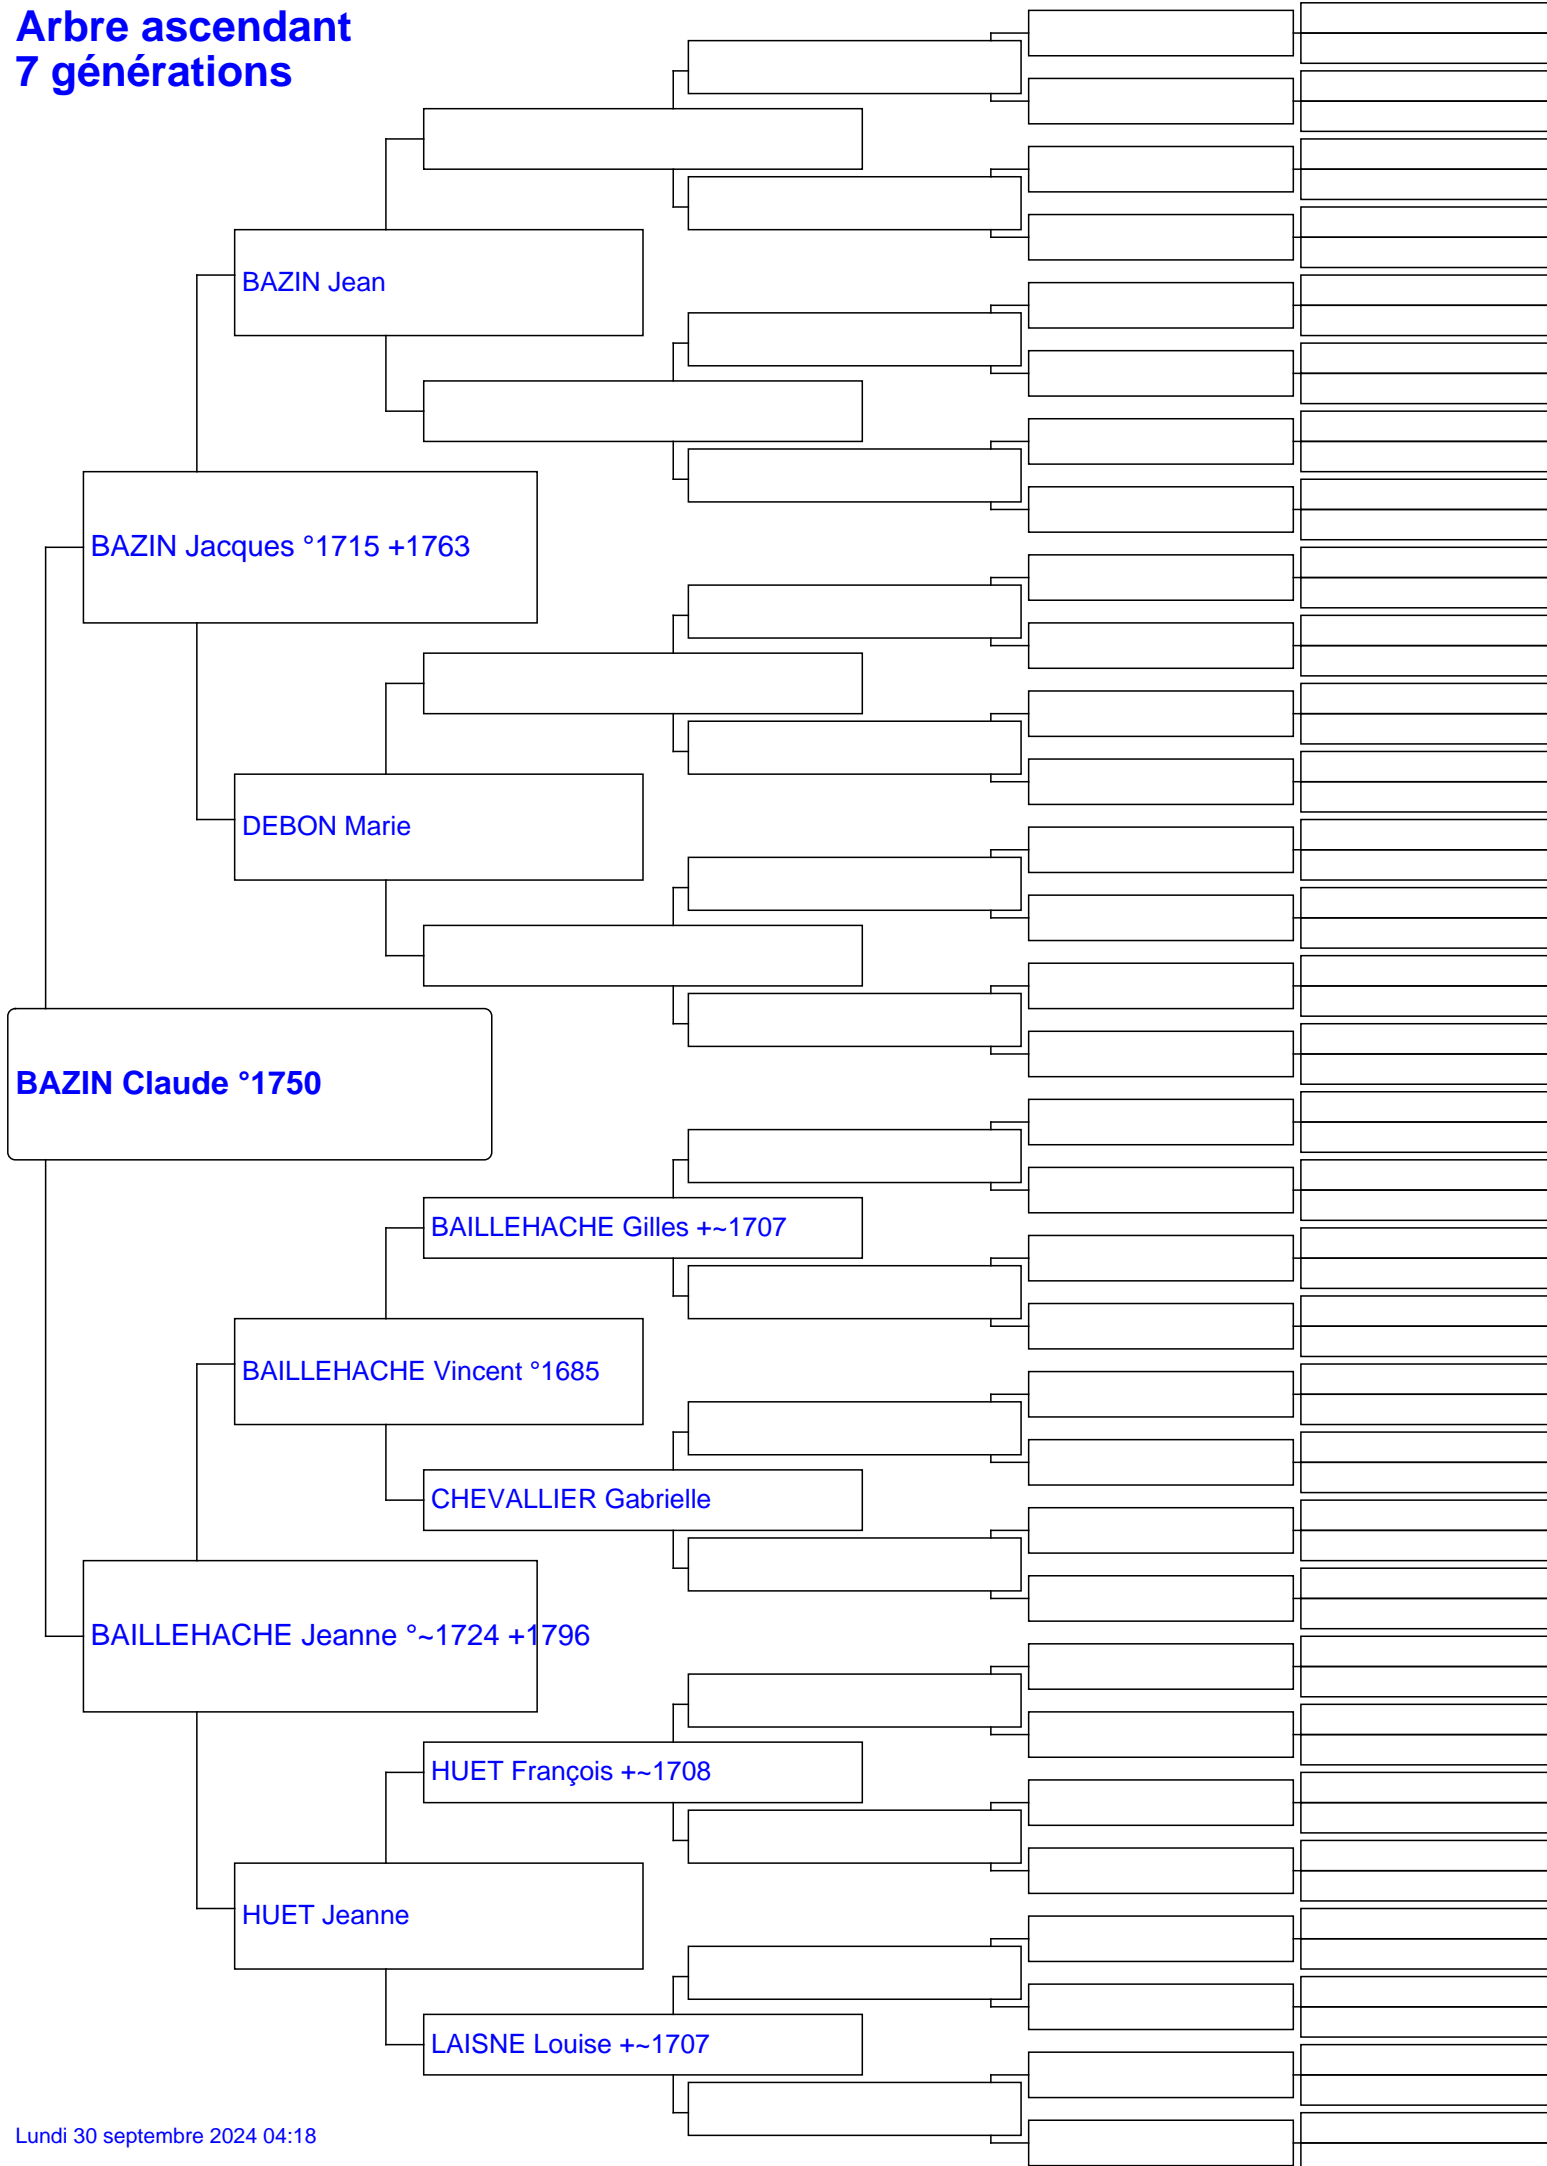 Arbre ascendant
7 générations
BAZIN Jean
BAZIN Jacques °1715 +1763
DEBON Marie
BAZIN Claude °1750
BAILLEHACHE Gilles +~1707
BAILLEHACHE Vincent °1685
CHEVALLIER Gabrielle
BAILLEHACHE Jeanne °~1724 +1796
HUET François +~1708
HUET Jeanne
LAISNE Louise +~1707
Lundi 30 septembre 2024 04:18